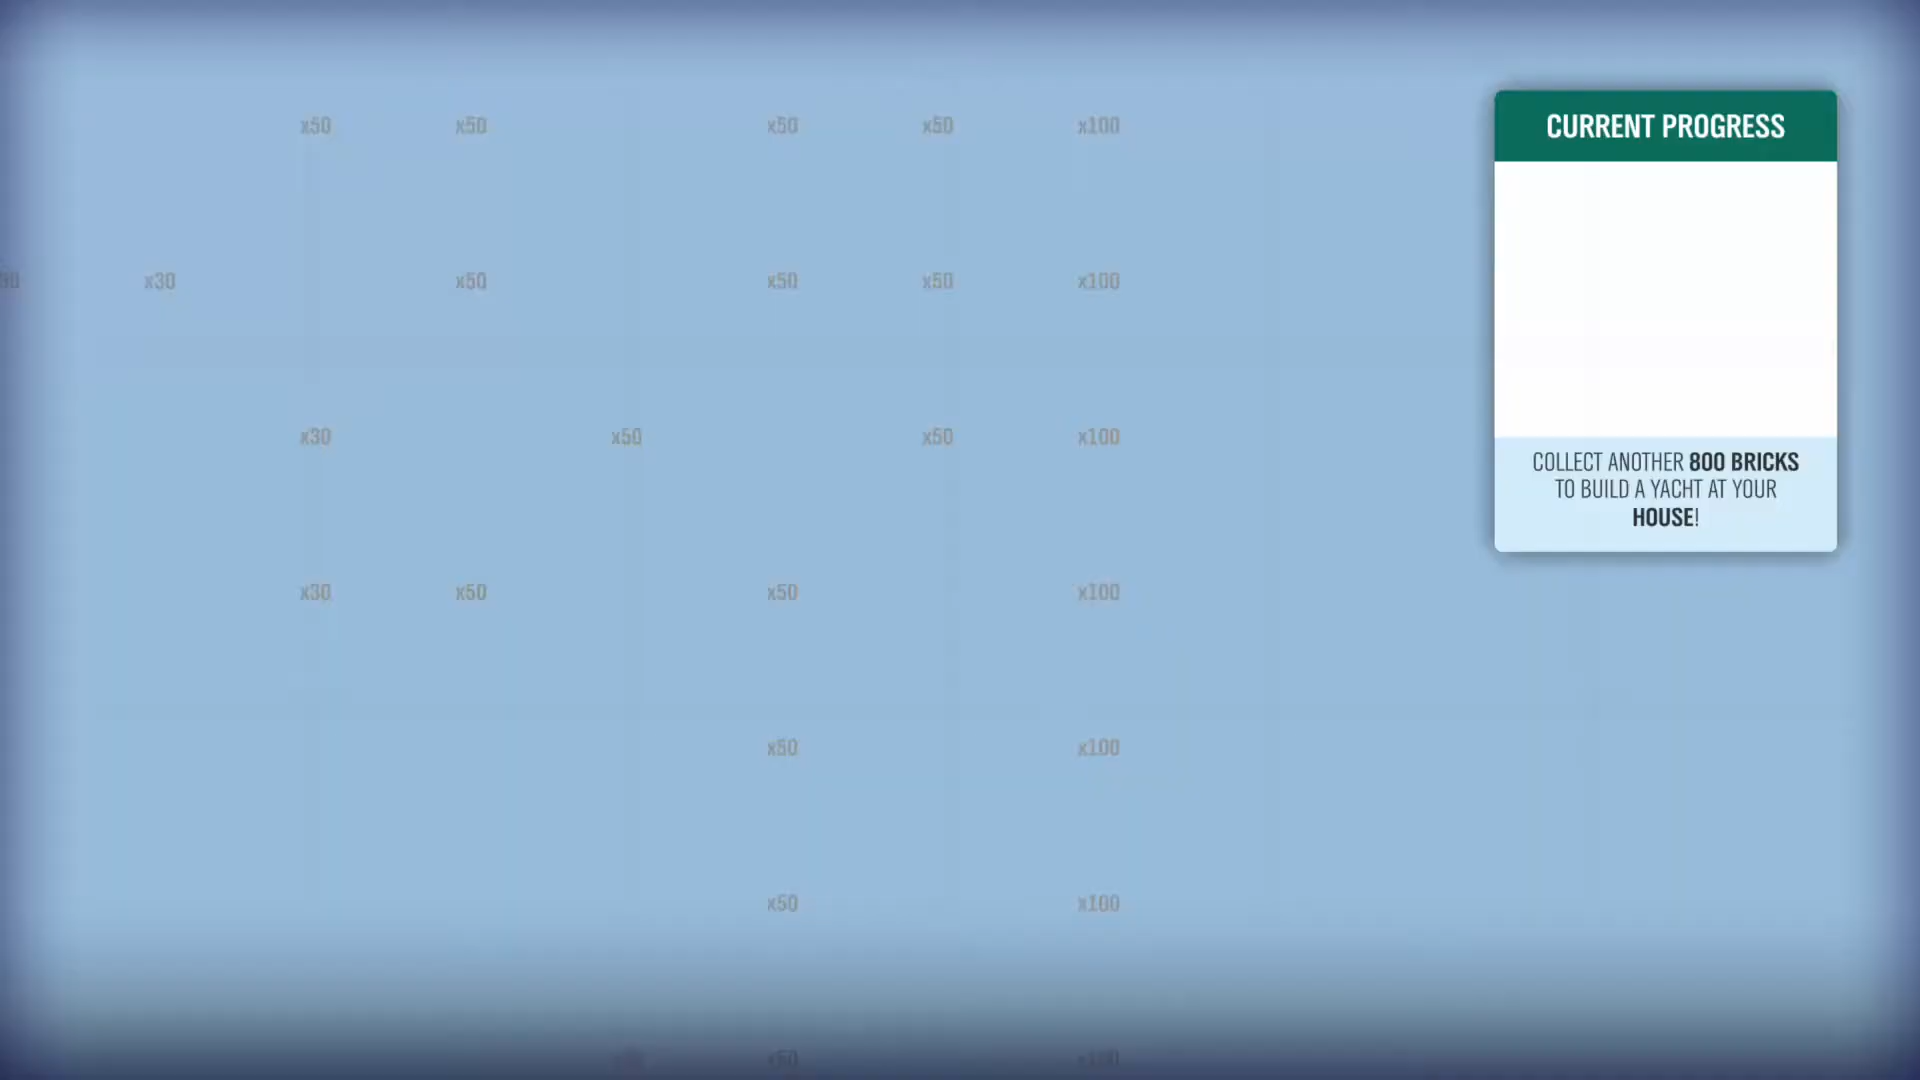 x50 x50 x50 x50 x100
CURRENT PROGRESS
x30 x50 x50 x50 x100
x30 x50 x50 x100
COLLECT ANOTHER 800 BRICKS
TO BUILD A YACHT AT YOUR
HOUSE!
x30 x50 x50 x100
x50 x100
x50 x100